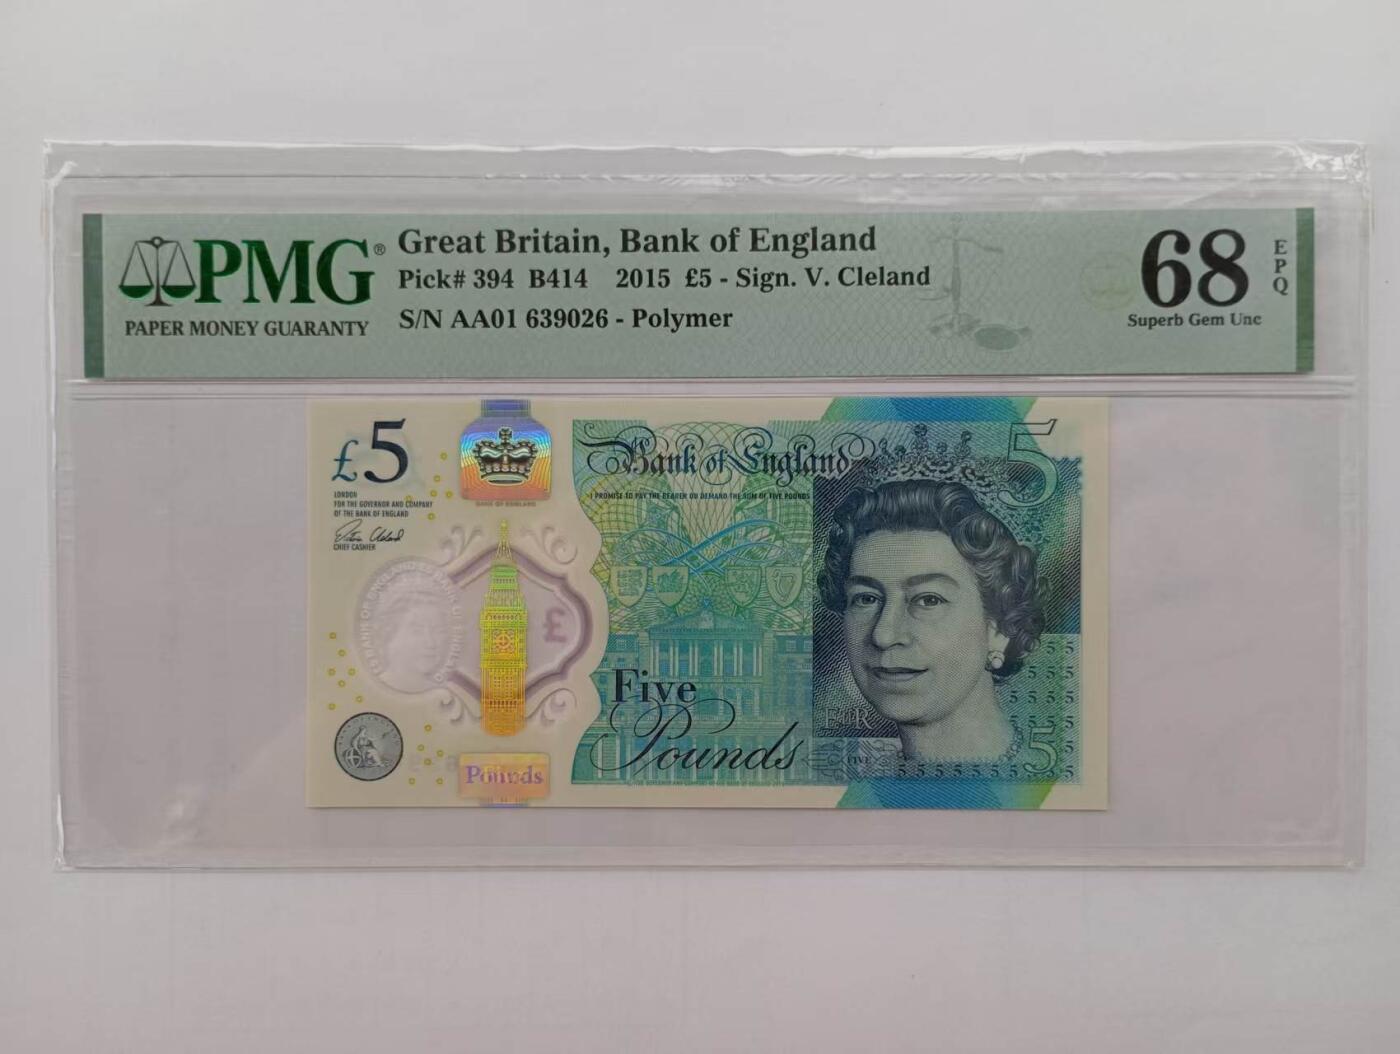 PMG®
PAPER MONEY GUARANTY
Great Britain, Bank of England
Pick# 394 B414 2015 £5 - Sign. V. Cleland
S/N AA01 639026 - Polymer
68
EPQ
Superb Gem Unc
£5
LONDON
FOR THE GOVERNOR AND COMPANY
OF THE BANK OF ENGLAND
CHIEF CASHIER
BANK OF ENGLAND
Bank of England
I PROMISE TO PAY THE BEARER ON DEMAND THE SUM OF FIVE POUNDS
5
£
Five
Pounds
Pounds
E II R
FIVE
5